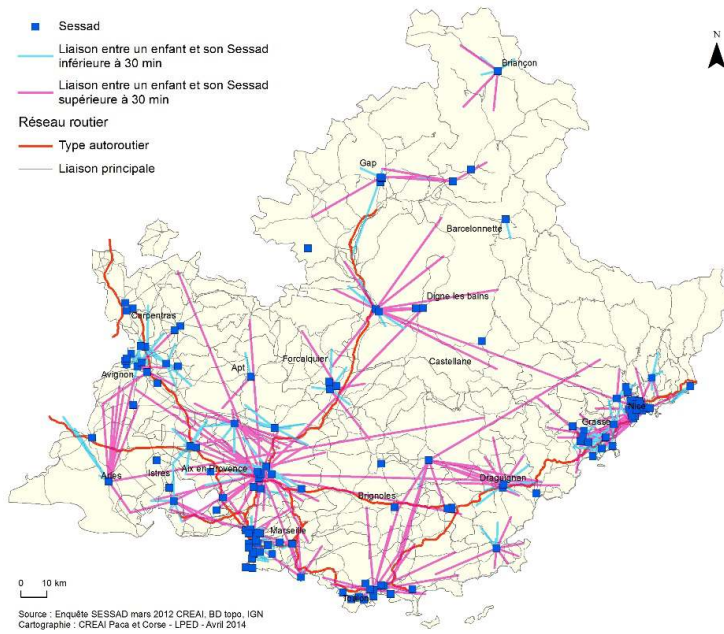 Sessad
Liaison entre un enfant et son Sessad
inférieure à 30 min
Liaison entre un enfant et son Sessad
supérieure à 30 min
Réseau routier
Type autoroutier
Liaison principale
N
Briançon
Gap
Barcelonnette
Digne les bains
Carpentras
Forcalquier
Castellane
Apt
Avignon
Nice
Grasse
Aix en Provence
Istres
Arles
Draguignan
Brignoles
Marseille
Toulon
0 10 km
Source : Enquête SESSAD mars 2012 CREAI, BD topo, IGN
Cartographie : CREAI Paca et Corse - LPED - Avril 2014